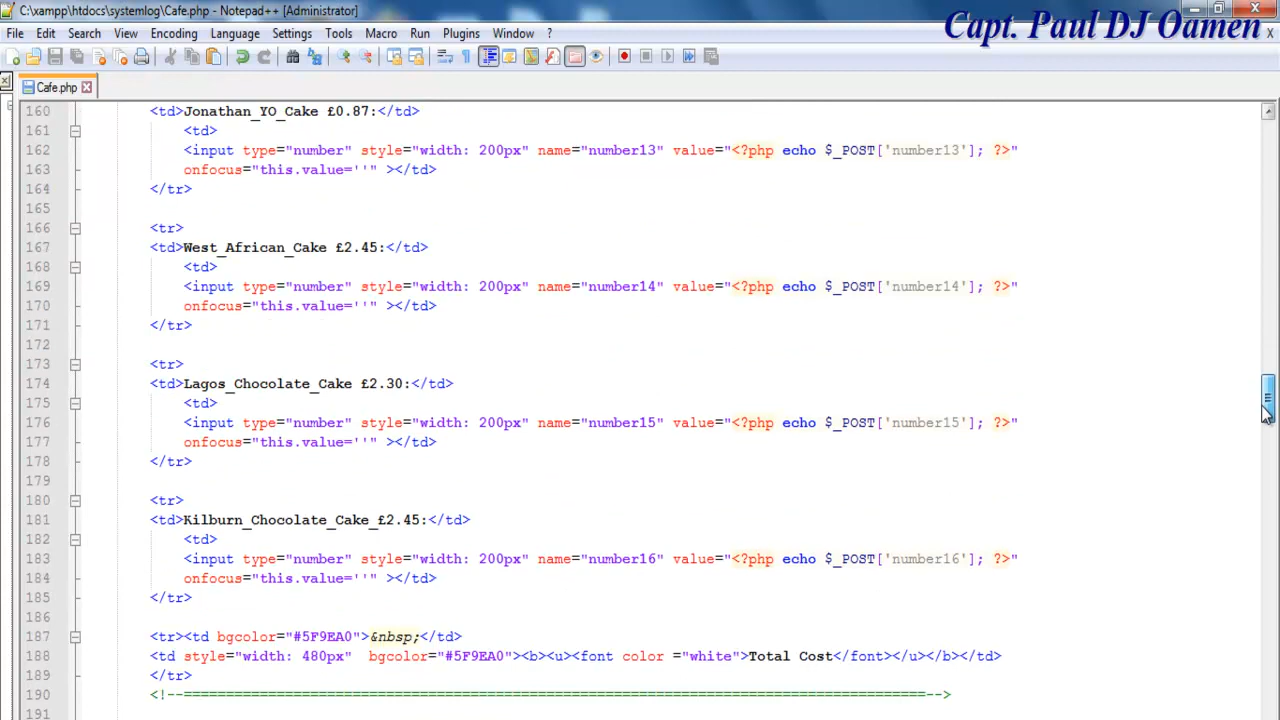 C:\xampp\htdocs\systemlog\Cafe.php - Notepad++ [Administrator]
Capt. Paul DJ Oamen
File Edit Search View Encoding Language Settings Tools Macro Run Plugins Window ? X
Cafe.php
160 <td>Jonathan_YO_Cake £0.87:</td>
161 <td>
162 <input type="number" style="width: 200px" name="number13" value="<?php echo $_POST['number13']; ?>"
163 onfocus="this.value=''" ></td>
164 </tr>
165
166 <tr>
167 <td>West_African_Cake £2.45:</td>
168 <td>
169 <input type="number" style="width: 200px" name="number14" value="<?php echo $_POST['number14']; ?>"
170 onfocus="this.value=''" ></td>
171 </tr>
172
173 <tr>
174 <td>Lagos_Chocolate_Cake £2.30:</td>
175 <td>
176 <input type="number" style="width: 200px" name="number15" value="<?php echo $_POST['number15']; ?>"
177 onfocus="this.value=''" ></td>
178 </tr>
179
180 <tr>
181 <td>Kilburn_Chocolate_Cake_£2.45:</td>
182 <td>
183 <input type="number" style="width: 200px" name="number16" value="<?php echo $_POST['number16']; ?>"
184 onfocus="this.value=''" ></td>
185 </tr>
186
187 <tr><td bgcolor="#5F9EA0">&nbsp;</td>
188 <td style="width: 480px"  bgcolor="#5F9EA0"><b><u><font color ="white">Total Cost</font></u></b></td>
189 </tr>
190 <!--========================================================================================-->
191